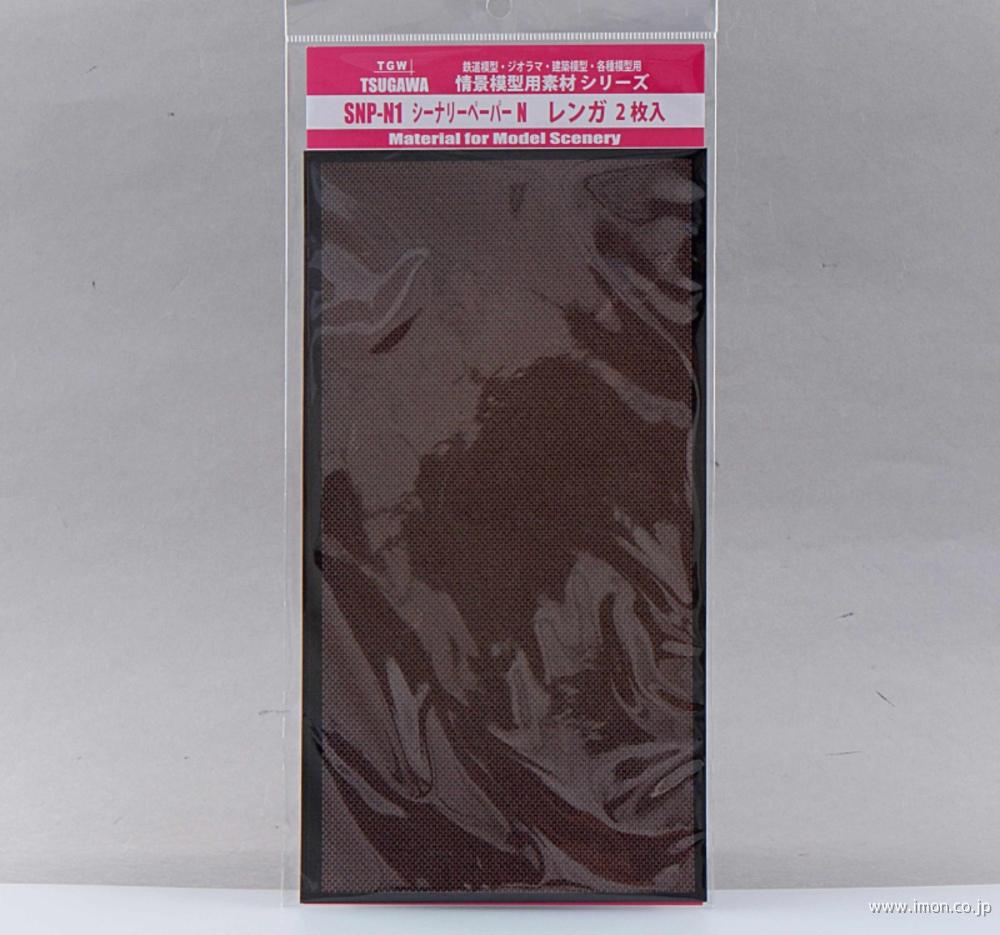 TGW
TSUGAWA
鉄道模型・ジオラマ・建築模型・各種模型用
情景模型用素材シリーズ
SNP-N1 シーナリーペーパーN レンガ 2枚入
Material for Model Scenery
www.imon.co.jp